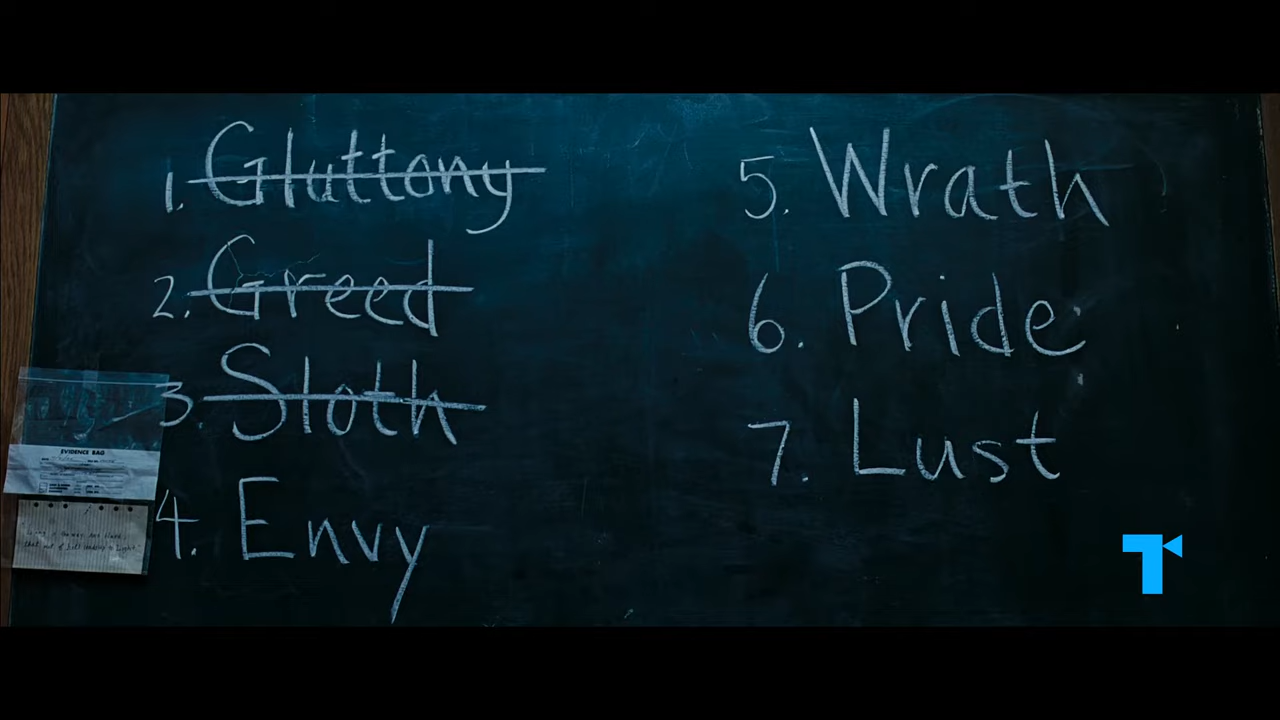 1. Gluttony
2. Greed
3. Sloth
4. Envy
5. Wrath
6. Pride
7. Lust
EVIDENCE BAG